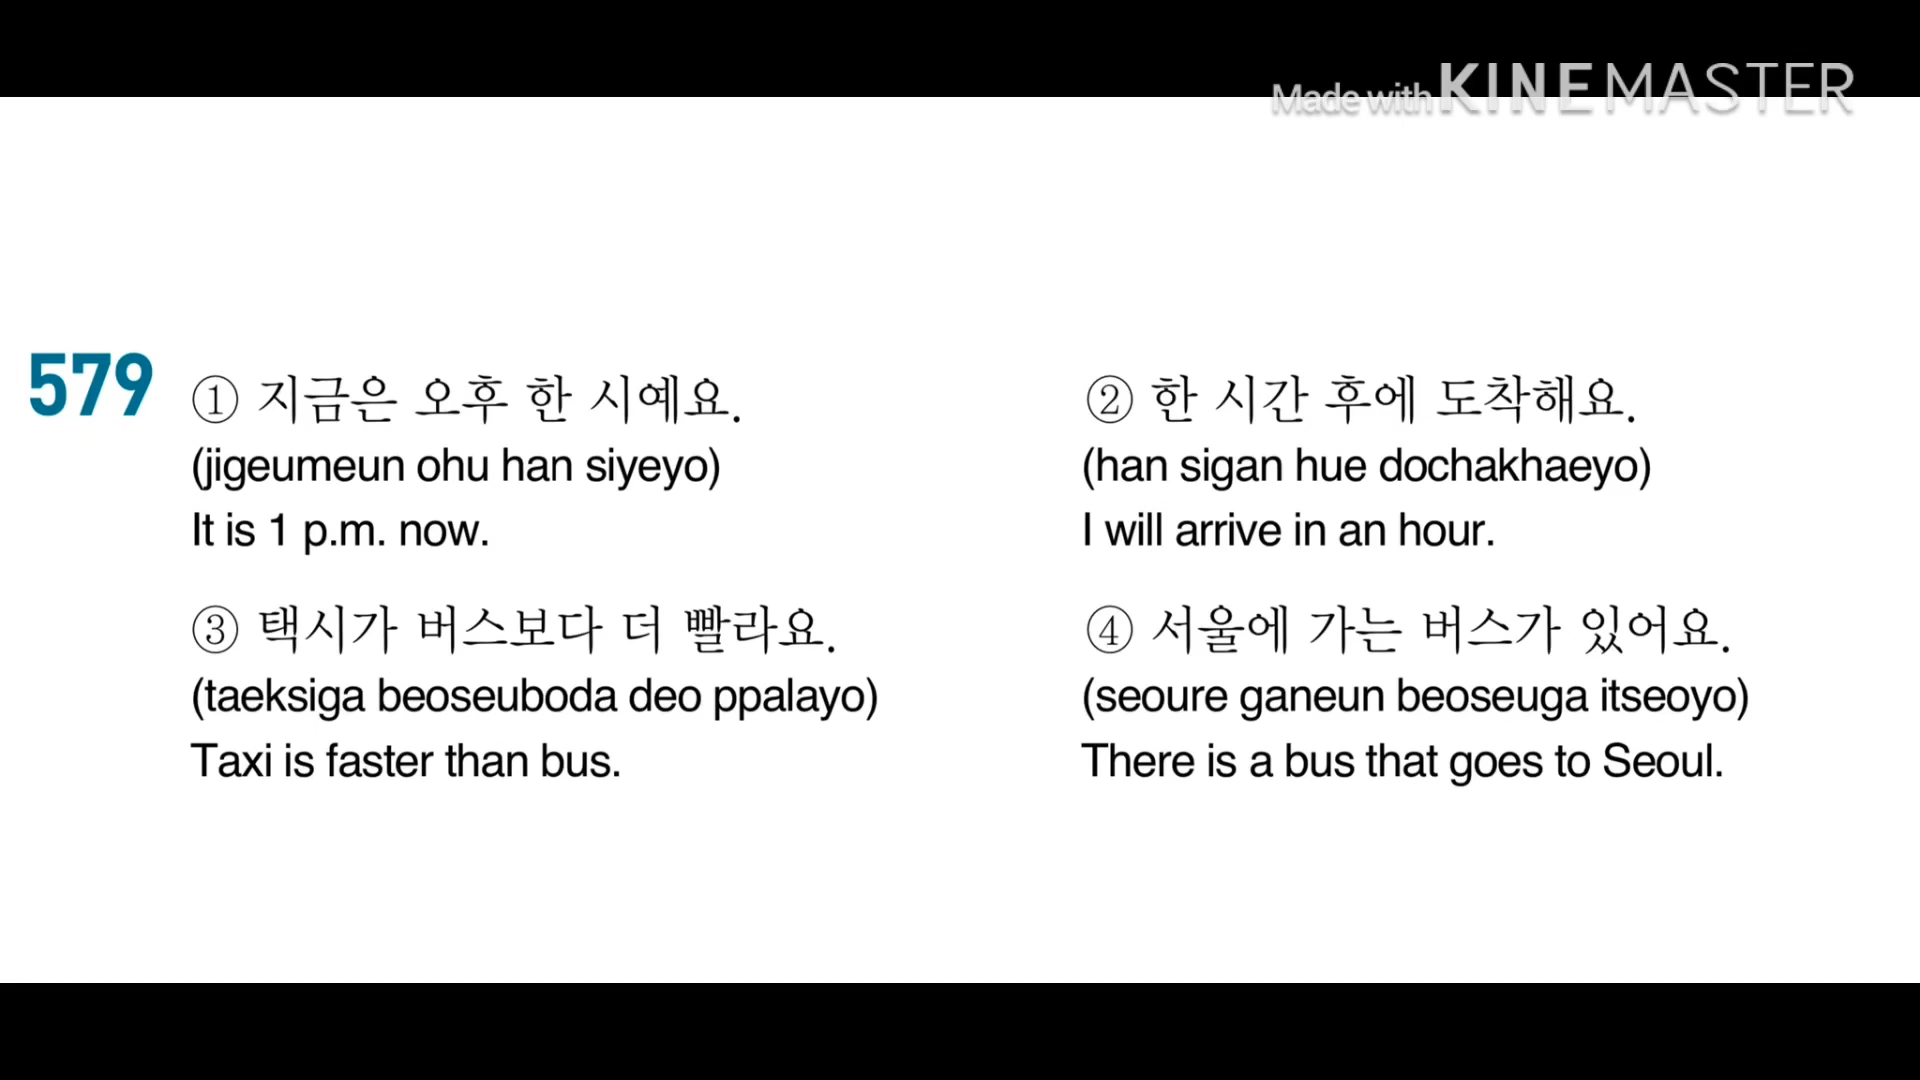 Made with KINEMASTER
579
① 지금은 오후 한 시예요.
(jigeumeun ohu han siyeyo)
It is 1 p.m. now.
② 한 시간 후에 도착해요.
(han sigan hue dochakhaeyo)
I will arrive in an hour.
③ 택시가 버스보다 더 빨라요.
(taeksiga beoseuboda deo ppalayo)
Taxi is faster than bus.
④ 서울에 가는 버스가 있어요.
(seoure ganeun beoseuga itseoyo)
There is a bus that goes to Seoul.